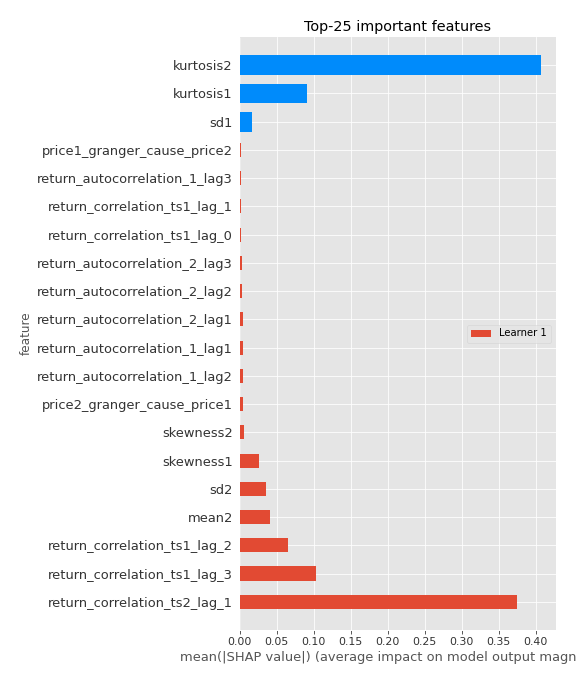 Top-25 important features
kurtosis2
kurtosis1
sd1
price1_granger_cause_price2
return_autocorrelation_1_lag3
return_correlation_ts1_lag_1
return_correlation_ts1_lag_0
return_autocorrelation_2_lag3
return_autocorrelation_2_lag2
return_autocorrelation_2_lag1
return_autocorrelation_1_lag1
return_autocorrelation_1_lag2
price2_granger_cause_price1
skewness2
skewness1
sd2
mean2
return_correlation_ts1_lag_2
return_correlation_ts1_lag_3
return_correlation_ts2_lag_1
feature
Learner 1
0.00 0.05 0.10 0.15 0.20 0.25 0.30 0.35 0.40
mean(|SHAP value|) (average impact on model output magn